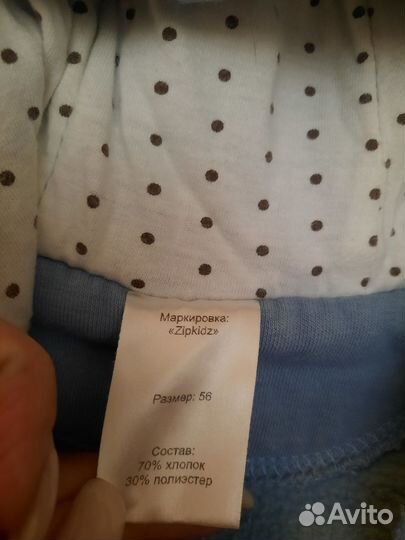 Маркировка:
«Zipkidz»
Размер: 56
Состав:
70% хлопок
30% полиэстер
Avito